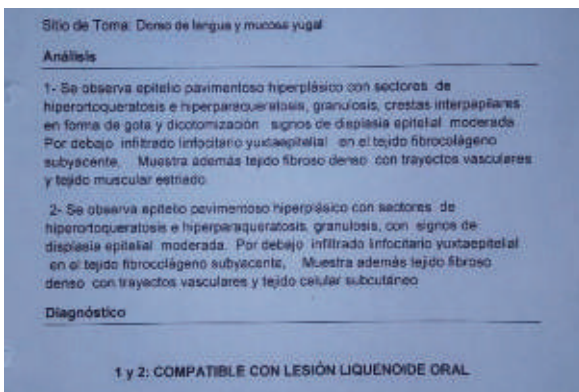 Sitio de Toma: Dorso de lengua y mucosa yugal
Análisis
1- Se observa epitelio pavimentoso hiperplásico con sectores de
hiperortoqueratosis e hiperparaqueratosis, granulosis, crestas interpapilares
en forma de gota y dicotomización signos de displasia epitelial moderada
Por debajo infiltrado linfocitario yuxtaepitelial en el tejido fibrocolágeno
subyacente, Muestra además tejido fibroso denso con trayectos vasculares
y tejido muscular estriado
2- Se observa epitelio pavimentoso hiperplásico con sectores de
hiperortoqueratosis e hiperparaqueratosis, granulosis, con signos de
displasia epitelial moderada. Por debajo infiltrado linfocitario yuxtaepitelial
en el tejido fibrocolágeno subyacente, Muestra además tejido fibroso
denso con trayectos vasculares y tejido celular subcutáneo
Diagnóstico
1 y 2: COMPATIBLE CON LESIÓN LIQUENOIDE ORAL